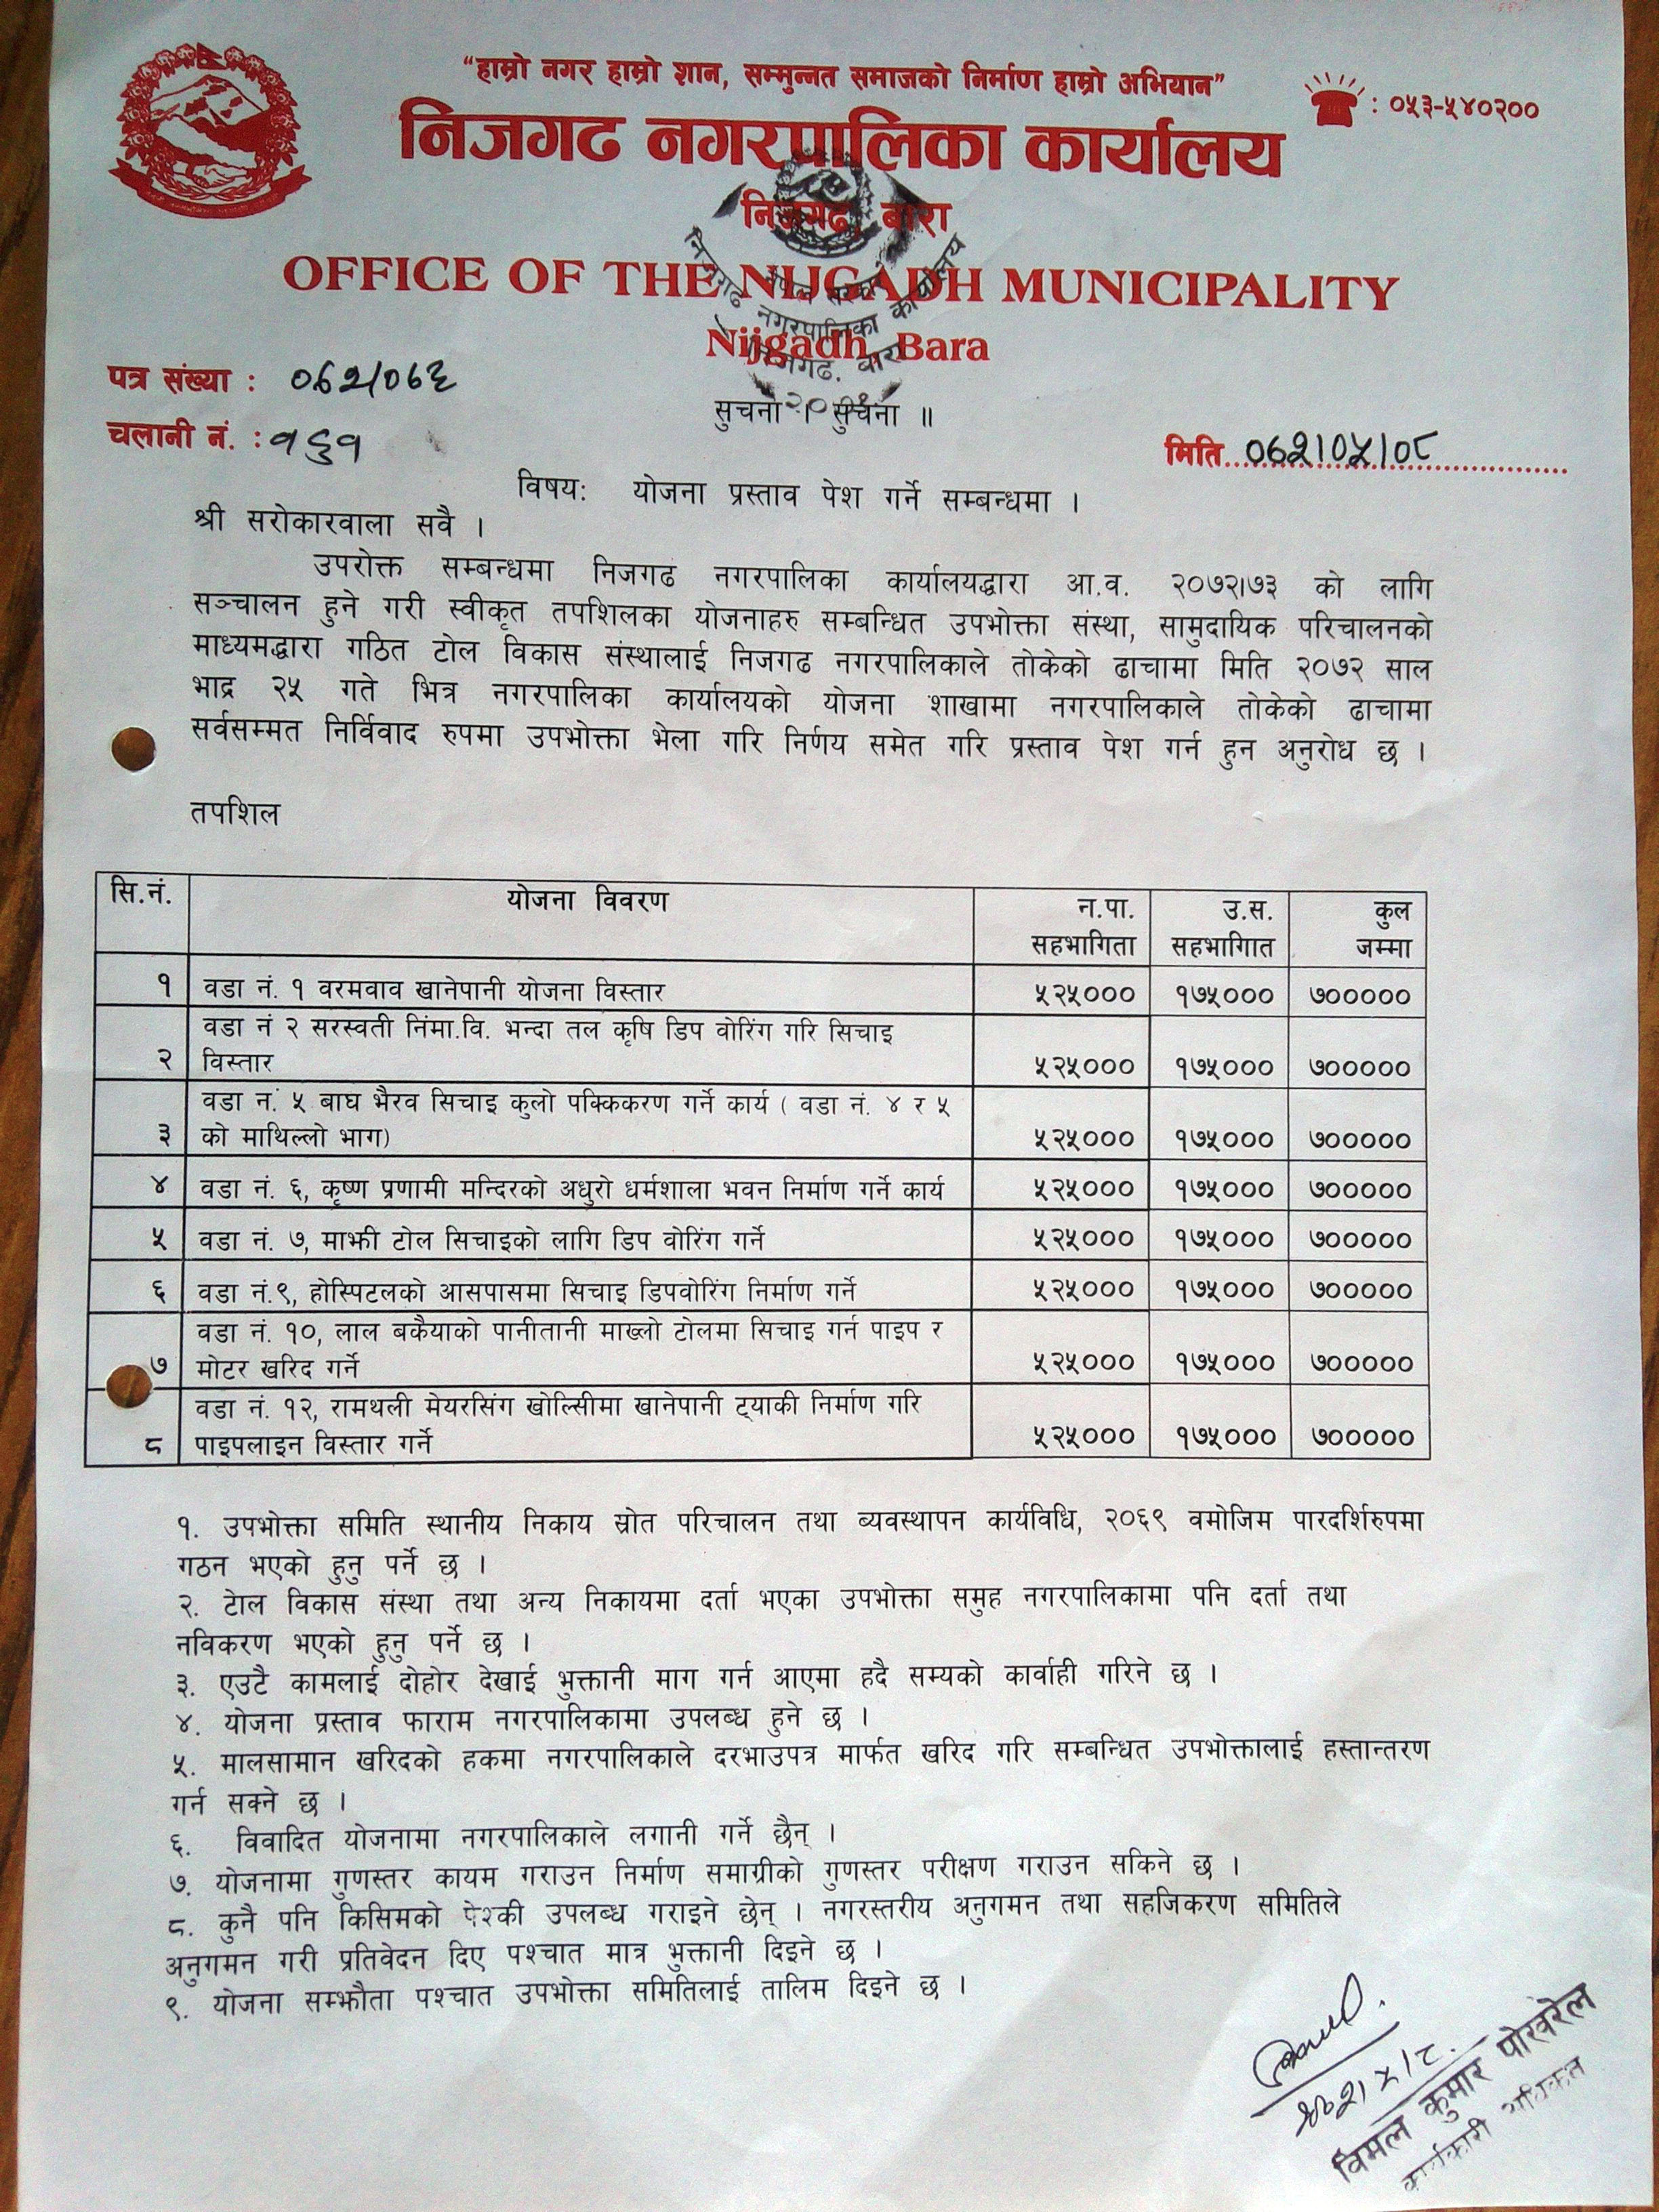 “हाम्रो नगर हाम्रो शान, सम्मुन्नत समाजको निर्माण हाम्रो अभियान”
: ०५३-५४०२००
निजगढ नगरपालिका कार्यालय
निजगढ, बारा
OFFICE OF THE NIJGADH MUNICIPALITY
Nijgadh, Bara
नेपाल सरकार
निजगढ नगरपालिका कार्यालय
निजगढ, बारा
पत्र संख्या : ०७२/०७३
सुचना । सुचना ॥
चलानी नं. : १६१
मिति ०७२।०५।०८
विषय: योजना प्रस्ताव पेश गर्ने सम्बन्धमा ।
श्री सरोकारवाला सवै ।
उपरोक्त सम्बन्धमा निजगढ नगरपालिका कार्यालयद्धारा आ.व. २०७२।७३ को लागि
सञ्चालन हुने गरी स्वीकृत तपशिलका योजनाहरु सम्बन्धित उपभोक्ता संस्था, सामुदायिक परिचालनको
माध्यमद्धारा गठित टोल विकास संस्थालाई निजगढ नगरपालिकाले तोकेको ढाचामा मिति २०७२ साल
भाद्र २५ गते भित्र नगरपालिका कार्यालयको योजना शाखामा नगरपालिकाले तोकेको ढाचामा
सर्वसम्मत निर्विवाद रुपमा उपभोक्ता भेला गरि निर्णय समेत गरि प्रस्ताव पेश गर्न हुन अनुरोध छ ।
तपशिल
सि.नं. योजना विवरण न.पा. उ.स. कुल
सहभागिता सहभागिात जम्मा
१ वडा नं. १ वरमवाव खानेपानी योजना विस्तार ५२५००० १७५००० ७०००००
वडा नं २ सरस्वती निंमा.वि. भन्दा तल कृषि डिप वोरिंग गरि सिचाइ
२ विस्तार ५२५००० १७५००० ७०००००
वडा नं. ५ बाघ भैरव सिचाइ कुलो पक्किकरण गर्ने कार्य ( वडा नं. ४ र ५
३ को माथिल्लो भाग) ५२५००० १७५००० ७०००००
४ वडा नं. ६, कृष्ण प्रणामी मन्दिरको अधुरो धर्मशाला भवन निर्माण गर्ने कार्य ५२५००० १७५००० ७०००००
५ वडा नं. ७, माझी टोल सिचाइको लागि डिप वोरिंग गर्ने ५२५००० १७५००० ७०००००
६ वडा नं.९, होस्पिटलको आसपासमा सिचाइ डिपवोरिंग निर्माण गर्ने ५२५००० १७५००० ७०००००
वडा नं. १०, लाल बकैयाको पानीतानी माख्लो टोलमा सिचाइ गर्न पाइप र
७ मोटर खरिद गर्ने ५२५००० १७५००० ७०००००
वडा नं. १२, रामथली मेयरसिंग खोल्सिीमा खानेपानी ट्याकी निर्माण गरि
८ पाइपलाइन विस्तार गर्ने ५२५००० १७५००० ७०००००
१. उपभोक्ता समिति स्थानीय निकाय स्रोत परिचालन तथा ब्यवस्थापन कार्यविधि, २०६९ वमोजिम पारदर्शिरुपमा
गठन भएको हुनु पर्ने छ ।
२. टाेल विकास संस्था तथा अन्य निकायमा दर्ता भएका उपभोक्ता समुह नगरपालिकामा पनि दर्ता तथा
नविकरण भएको हुनु पर्ने छ ।
३. एउटै कामलाई दोहोर देखाई भुक्तानी माग गर्न आएमा हदै सम्यको कार्वाही गरिने छ ।
४. योजना प्रस्ताव फाराम नगरपालिकामा उपलब्ध हुने छ ।
५. मालसामान खरिदको हकमा नगरपालिकाले दरभाउपत्र मार्फत खरिद गरि सम्बन्धित उपभोक्तालाई हस्तान्तरण
गर्न सक्ने छ ।
६. विवादित योजनामा नगरपालिकाले लगानी गर्ने छैन् ।
७. योजनामा गुणस्तर कायम गराउन निर्माण समाग्रीको गुणस्तर परीक्षण गराउन सकिने छ ।
८. कुनै पनि किसिमको पेश्की उपलब्ध गराइने छेन् । नगरस्तरीय अनुगमन तथा सहजिकरण समितिले
अनुगमन गरी प्रतिवेदन दिए पश्चात मात्र भुक्तानी दिइने छ ।
९. योजना सम्झौता पश्चात उपभोक्ता समितिलाई तालिम दिइने छ ।
विमल कुमार पोखरेल
कार्यकारी अधिकृत